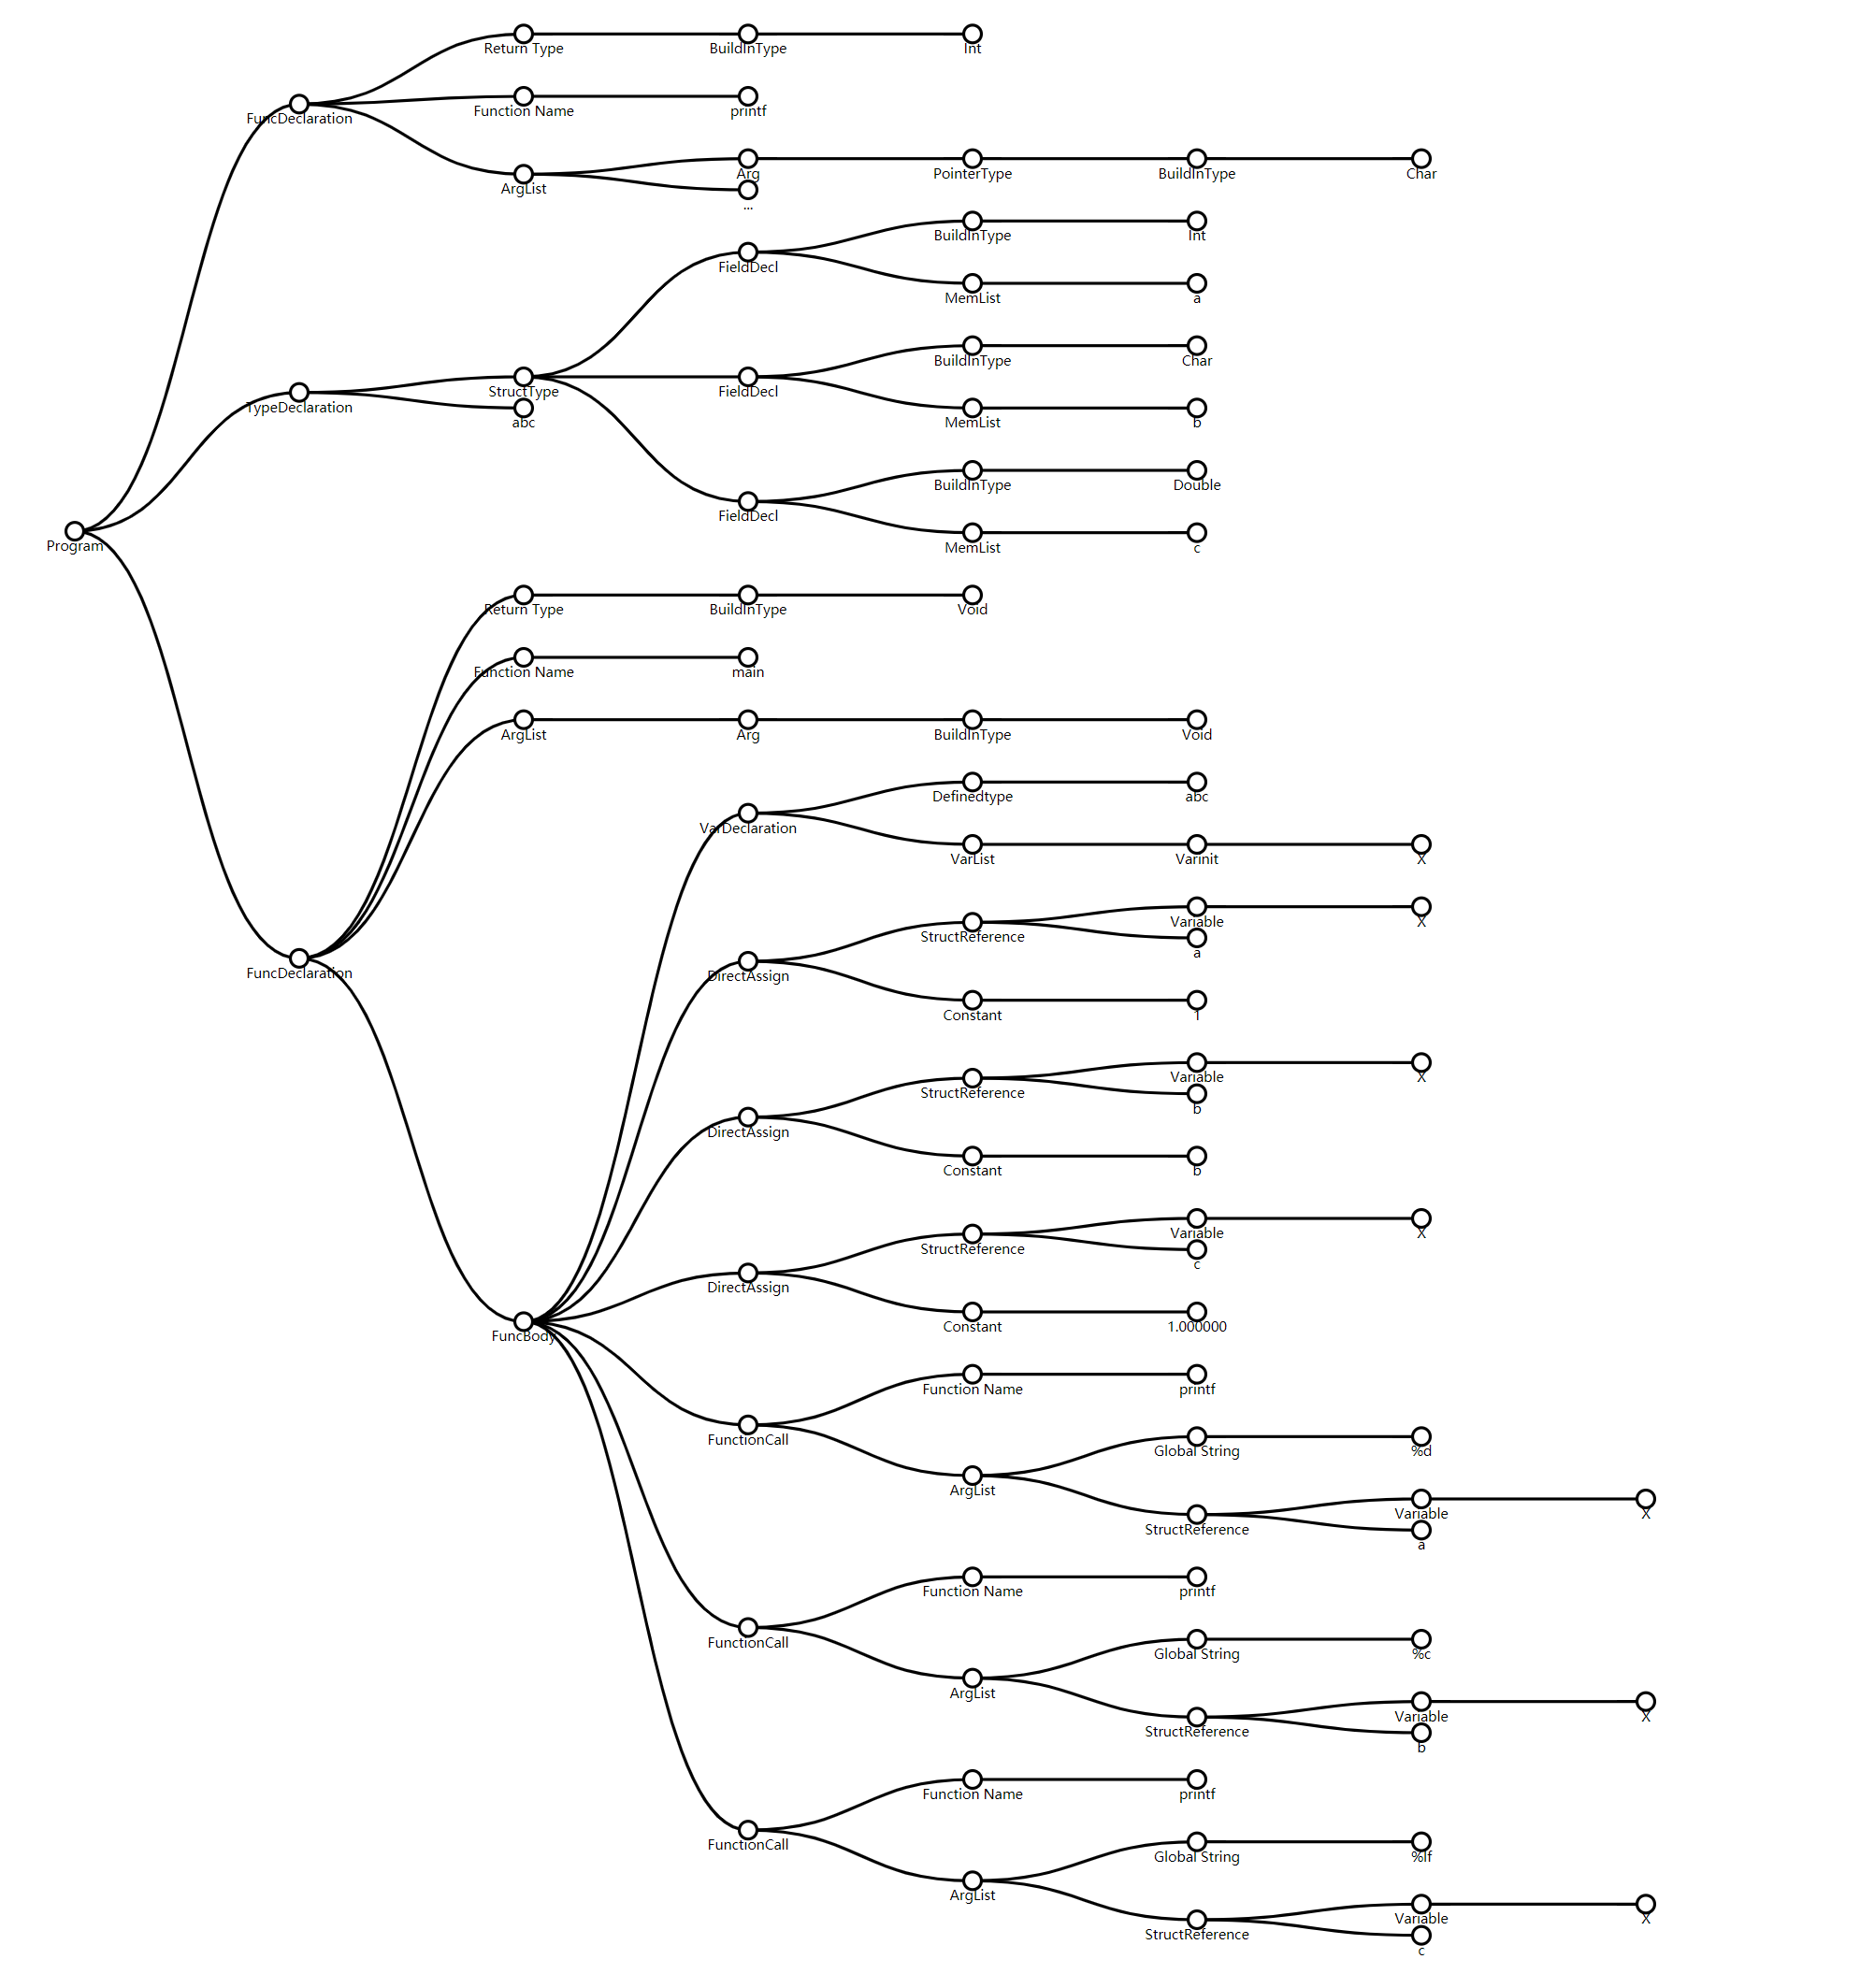 Return Type
BuildInType
Int
FuncDeclaration
Function Name
printf
ArgList
Arg
PointerType
BuildInType
Char
...
FieldDecl
BuildInType
Int
MemList
a
TypeDeclaration
StructType
abc
FieldDecl
BuildInType
Char
MemList
b
FieldDecl
BuildInType
Double
MemList
c
Program
Return Type
BuildInType
Void
Function Name
main
ArgList
Arg
BuildInType
Void
FuncDeclaration
VarDeclaration
Definedtype
abc
VarList
Varinit
X
DirectAssign
StructReference
Variable
X
a
Constant
1
DirectAssign
StructReference
Variable
X
b
Constant
b
FuncBody
DirectAssign
StructReference
Variable
X
c
Constant
1.000000
FunctionCall
Function Name
printf
ArgList
Global String
%d
StructReference
Variable
X
a
FunctionCall
Function Name
printf
ArgList
Global String
%c
StructReference
Variable
X
b
FunctionCall
Function Name
printf
ArgList
Global String
%lf
StructReference
Variable
X
c